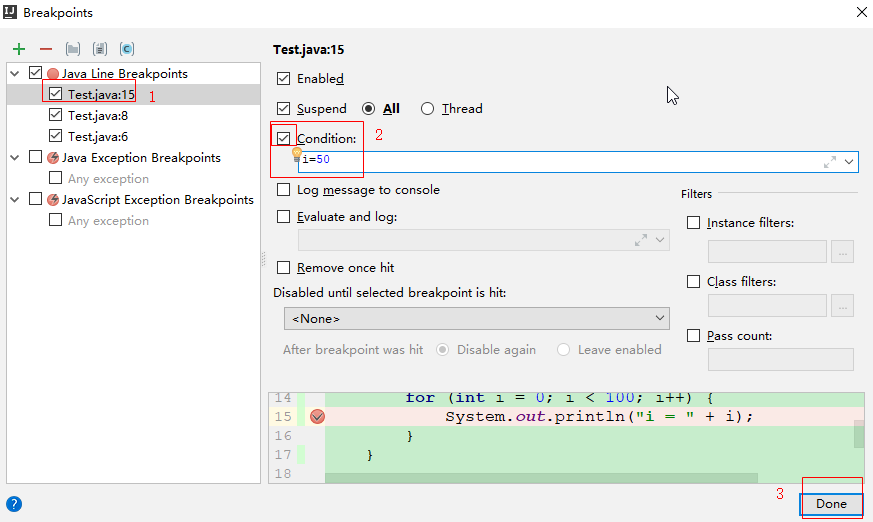 Breakpoints
Java Line Breakpoints
Test.java:15
1
Test.java:8
Test.java:6
Java Exception Breakpoints
Any exception
JavaScript Exception Breakpoints
Any exception
Test.java:15
Enabled
Suspend All Thread
Condition: 2
i=50
Log message to console
Evaluate and log:
Remove once hit
Disabled until selected breakpoint is hit:
<None>
After breakpoint was hit Disable again Leave enabled
Filters
Instance filters:
...
Class filters:
...
Pass count:
14 for (int i = 0; i < 100; i++) {
15 System.out.println("i = " + i);
16 }
17 }
18
3
Done